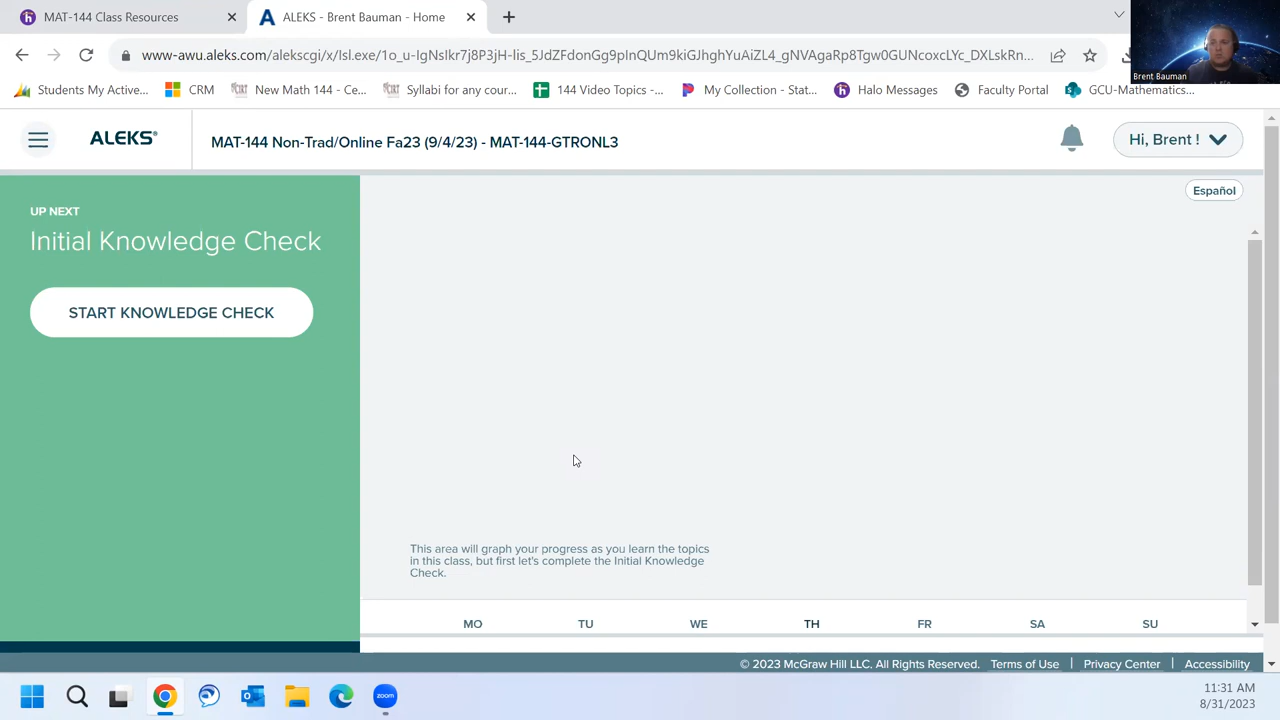 MAT-144 Class Resources
ALEKS - Brent Bauman - Home
www-awu.aleks.com/alekscgi/x/Isl.exe/1o_u-IgNsIkr7j8P3jH-lis_5JdZFdonGg9pInQUm9kiGJhghYuAiZL4_gNVAgaRp8Tgw0GUNcoxcLYc_DXLskRn...
Students My Active...
CRM
New Math 144 - Ce...
Syllabi for any cour...
144 Video Topics -...
My Collection - Stat...
Halo Messages
Faculty Portal
GCU-Mathematics...
Brent Bauman
ALEKS®
MAT-144 Non-Trad/Online Fa23 (9/4/23) - MAT-144-GTRONL3
Hi, Brent !
Español
UP NEXT
Initial Knowledge Check
START KNOWLEDGE CHECK
This area will graph your progress as you learn the topics
in this class, but first let's complete the Initial Knowledge
Check.
MO TU WE TH FR SA SU
© 2023 McGraw Hill LLC. All Rights Reserved. Terms of Use | Privacy Center | Accessibility
zoom
11:31 AM
8/31/2023